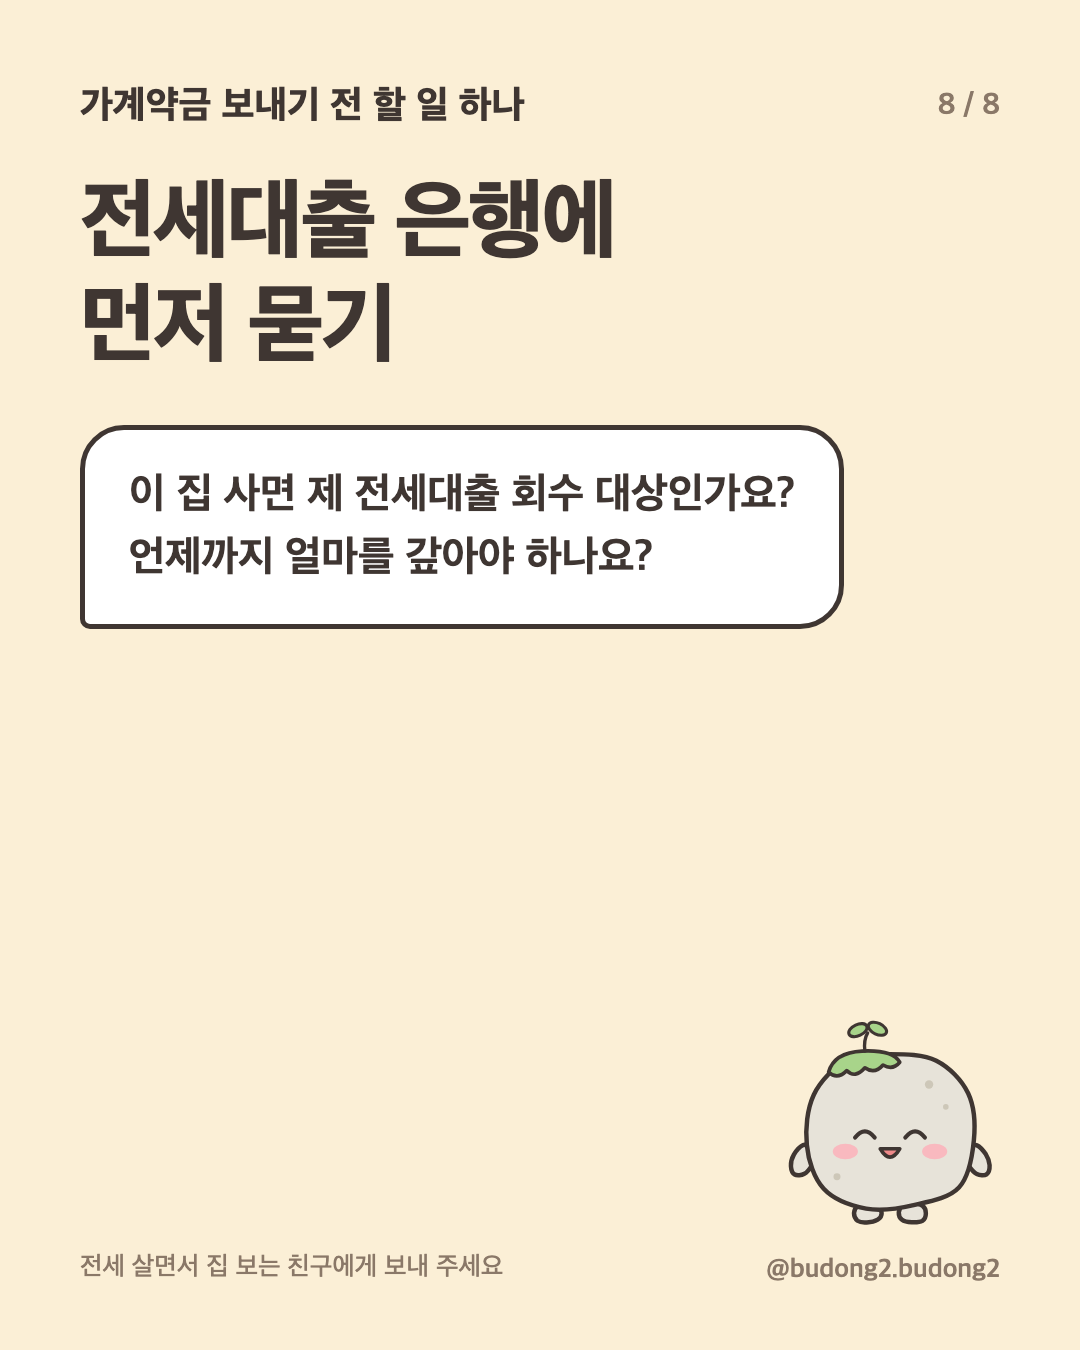 가계약금 보내기 전 할 일 하나
8 / 8
전세대출 은행에
먼저 묻기
이 집 사면 제 전세대출 회수 대상인가요?
언제까지 얼마를 갚아야 하나요?
전세 살면서 집 보는 친구에게 보내 주세요
@budong2.budong2